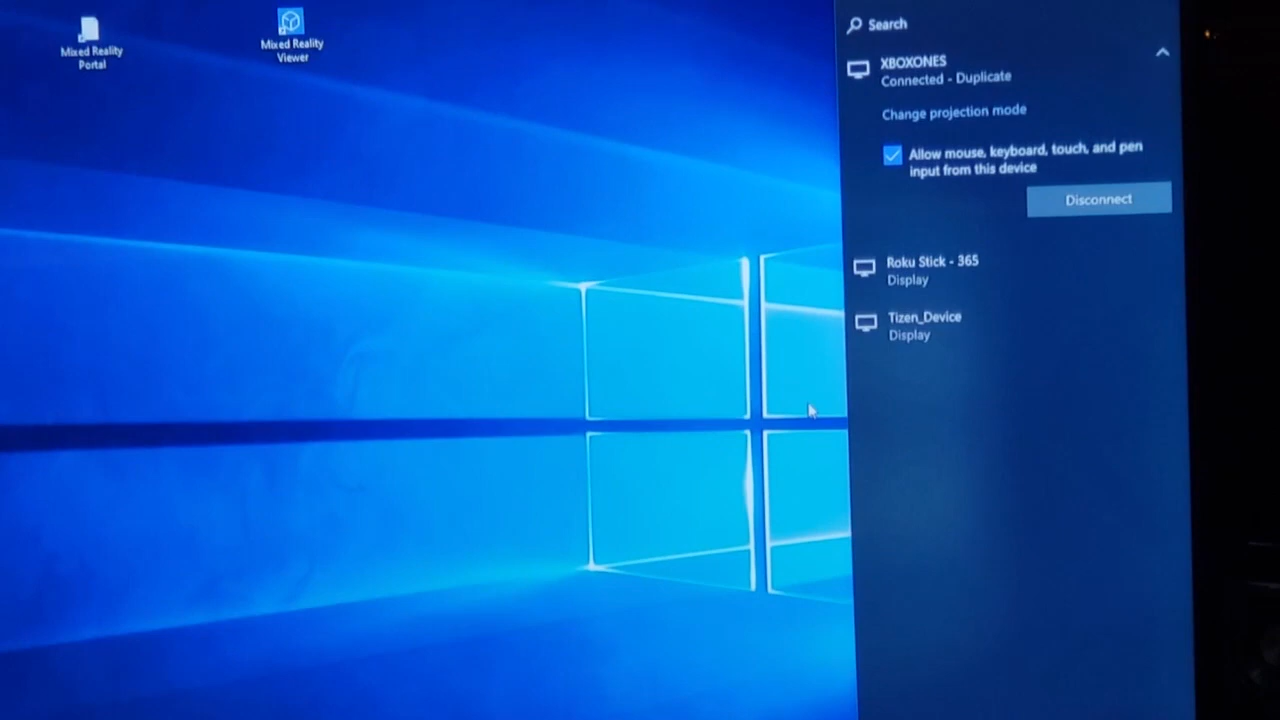 Mixed Reality
Portal
Mixed Reality
Viewer
Search
XBOXONES
Connected - Duplicate
Change projection mode
Allow mouse, keyboard, touch, and pen
input from this device
Disconnect
Roku Stick - 365
Display
Tizen_Device
Display